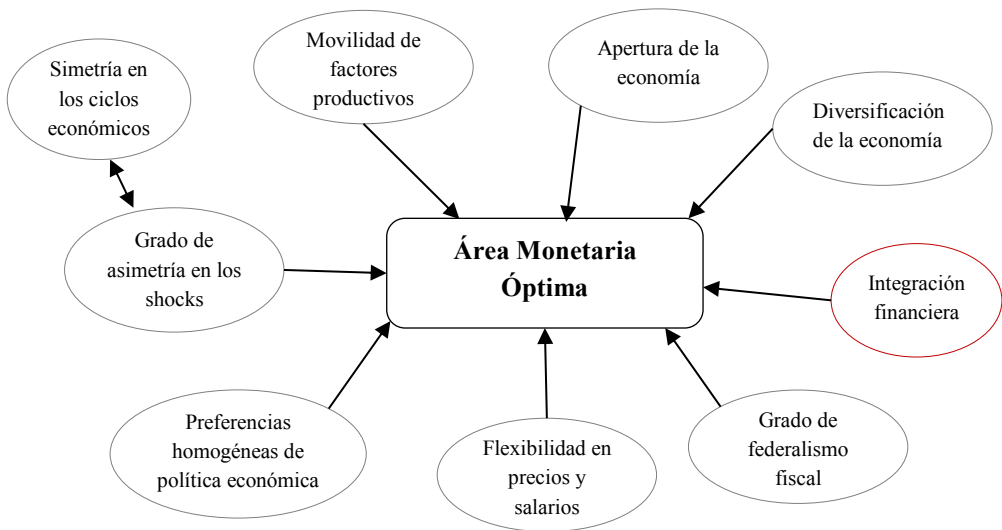 Movilidad de
factores
productivos
Apertura de la
economía
Simetría en
los ciclos
económicos
Diversificación
de la economía
Grado de
asimetría en los
shocks
Área Monetaria
Óptima
Integración
financiera
Preferencias
homogéneas de
política económica
Flexibilidad en
precios y
salarios
Grado de
federalismo
fiscal